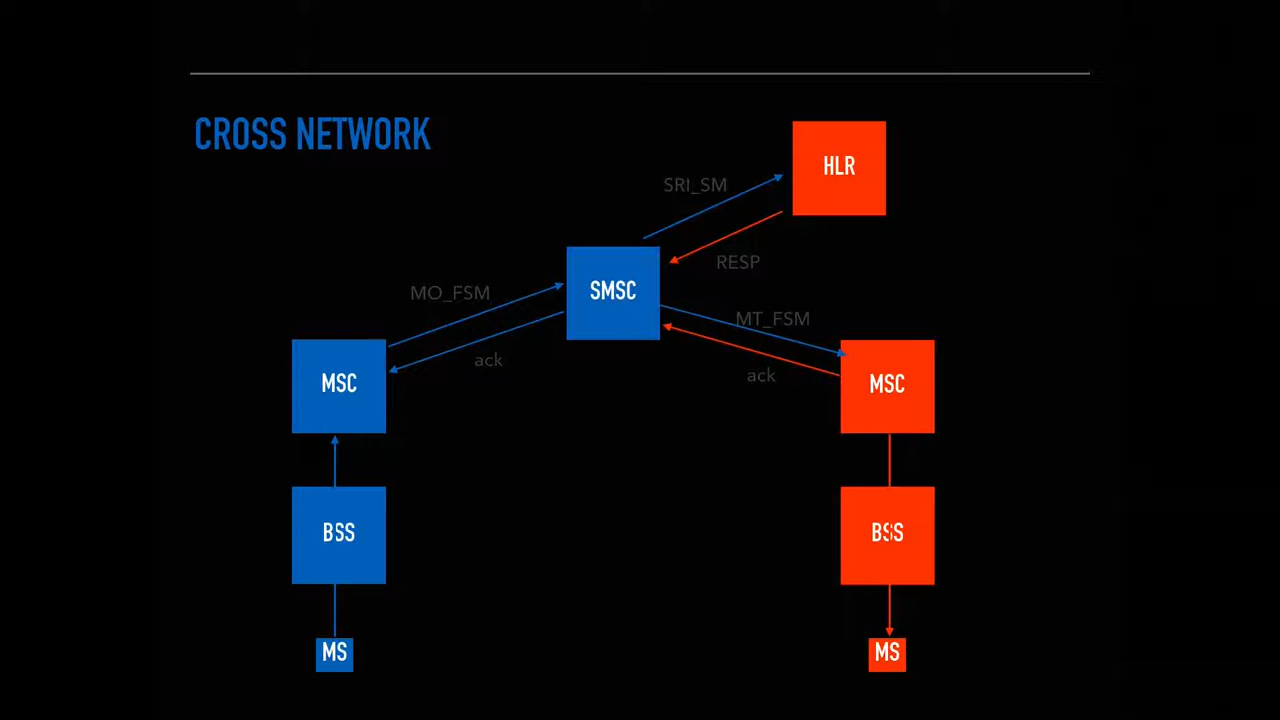 CROSS NETWORK
HLR
SRI_SM
RESP
SMSC
MO_FSM
MT_FSM
ack
ack
MSC
MSC
BSS
BSS
MS
MS